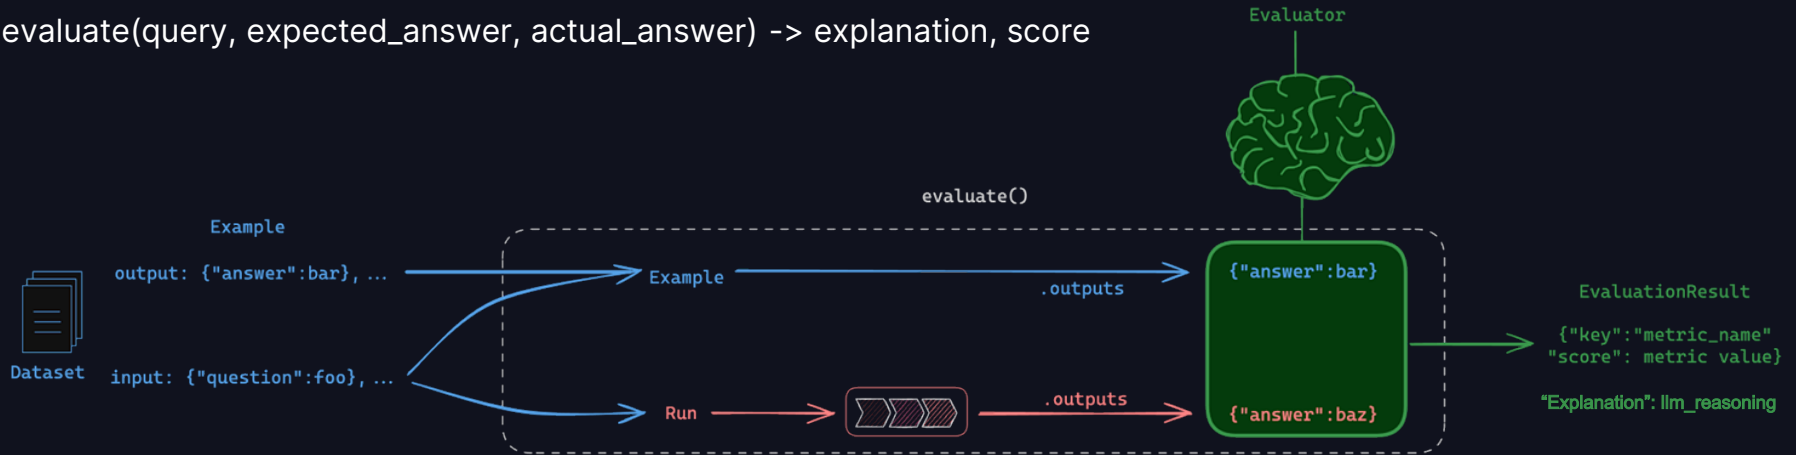 evaluate(query, expected_answer, actual_answer) -> explanation, score
Evaluator
evaluate()
Example
output: {"answer":bar}, ...
Example
.outputs
{"answer":bar}
Dataset
input: {"question":foo}, ...
Run
.outputs
{"answer":baz}
EvaluationResult
{"key":"metric_name"
"score": metric value}
“Explanation”: llm_reasoning